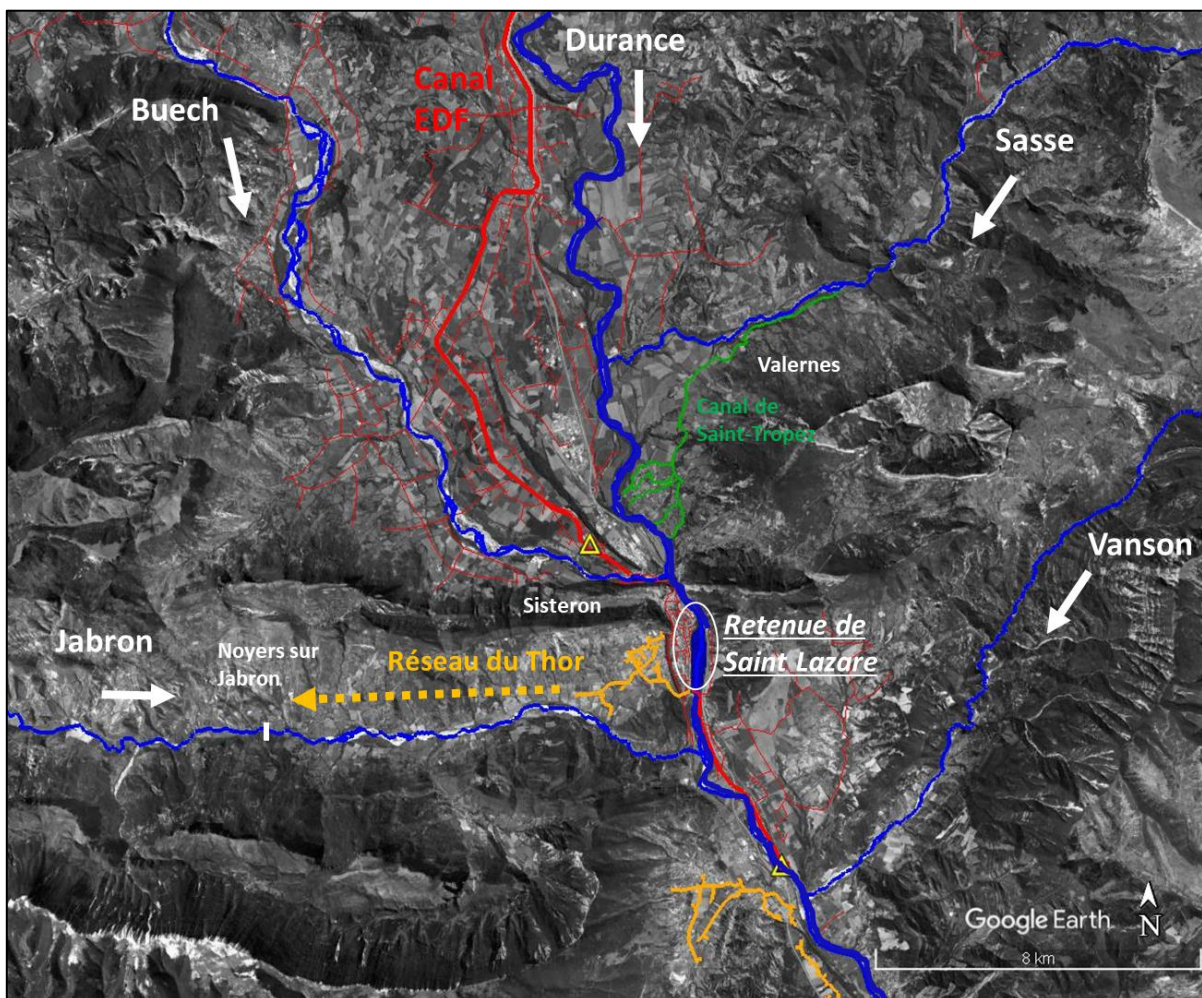 Durance
Canal
EDF
Buech
Sasse
Valernes
Canal de
Saint-Tropez
Vanson
Sisteron
Retenue de
Saint Lazare
Jabron
Noyers sur
Jabron
Réseau du Thor
Google Earth
N
8 km